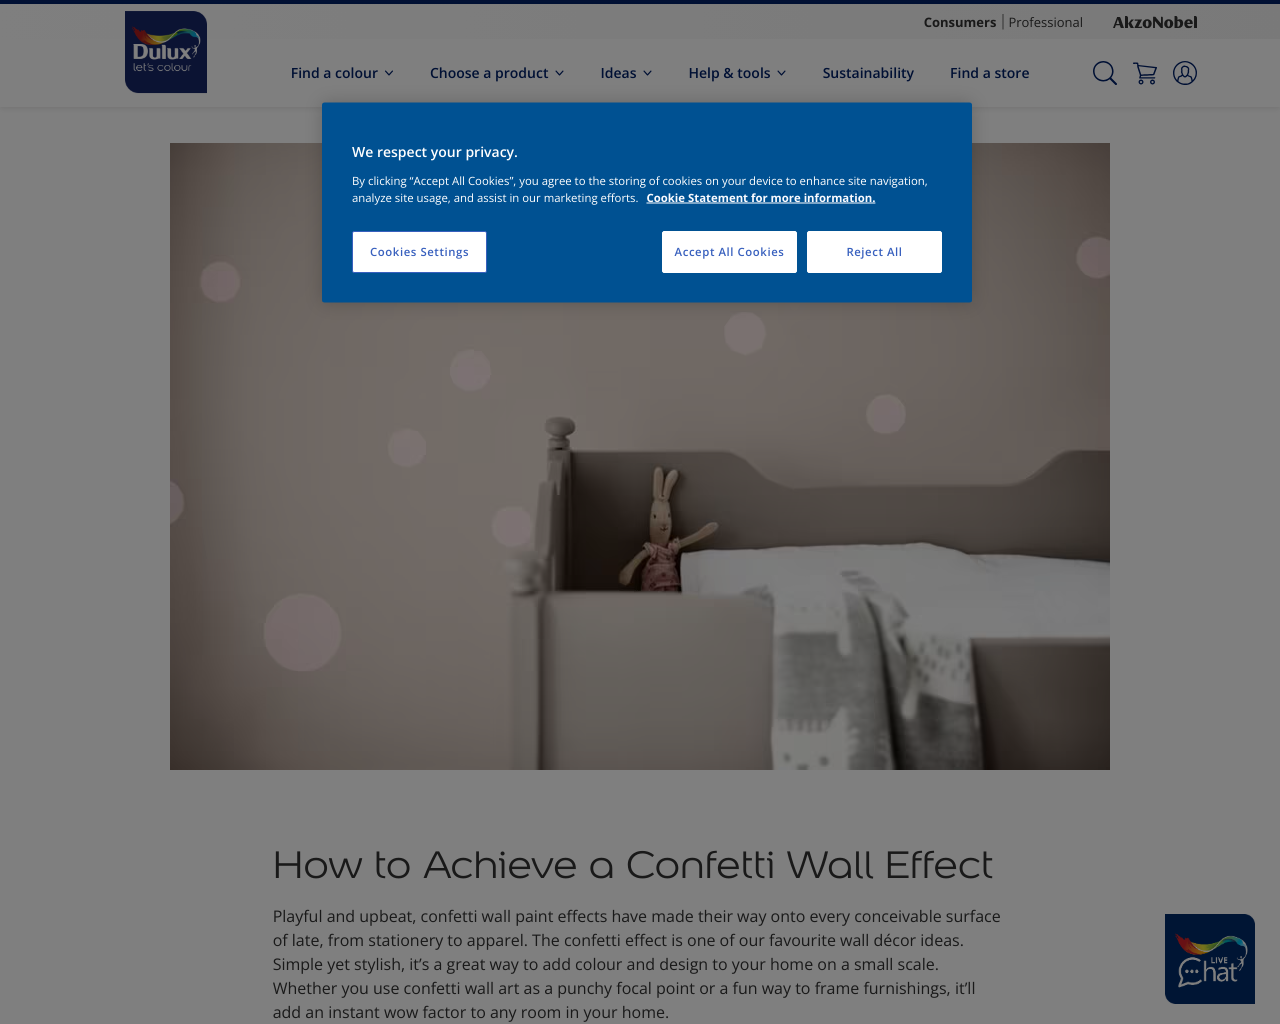 Consumers | Professional
AkzoNobel
Dulux
let's colour
Find a colour
Choose a product
Ideas
Help & tools
Sustainability
Find a store
We respect your privacy.
By clicking “Accept All Cookies”, you agree to the storing of cookies on your device to enhance site navigation,
analyze site usage, and assist in our marketing efforts. Cookie Statement for more information.
Cookies Settings
Accept All Cookies
Reject All
How to Achieve a Confetti Wall Effect
Playful and upbeat, confetti wall paint effects have made their way onto every conceivable surface
of late, from stationery to apparel. The confetti effect is one of our favourite wall décor ideas.
Simple yet stylish, it’s a great way to add colour and design to your home on a small scale.
Whether you use confetti wall art as a punchy focal point or a fun way to frame furnishings, it’ll
add an instant wow factor to any room in your home.
LIVE
Chat